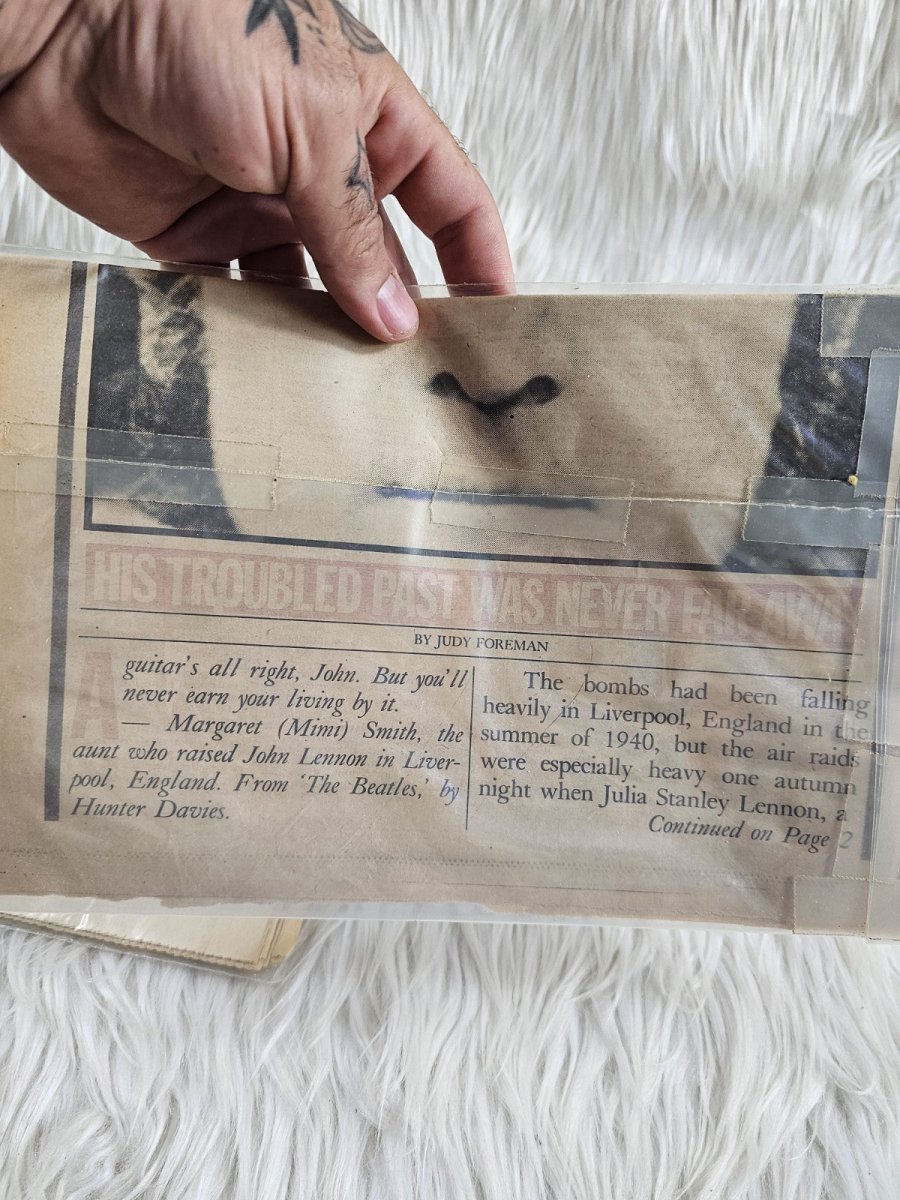 HIS TROUBLED PAST WAS NEVER FAR AWA
BY JUDY FOREMAN
A guitar's all right, John. But you'll
never earn your living by it.
— Margaret (Mimi) Smith, the
aunt who raised John Lennon in Liver-
pool, England. From 'The Beatles,' by
Hunter Davies.
The bombs had been falling
heavily in Liverpool, England in the
summer of 1940, but the air raids
were especially heavy one autumn
night when Julia Stanley Lennon, a
Continued on Page 2